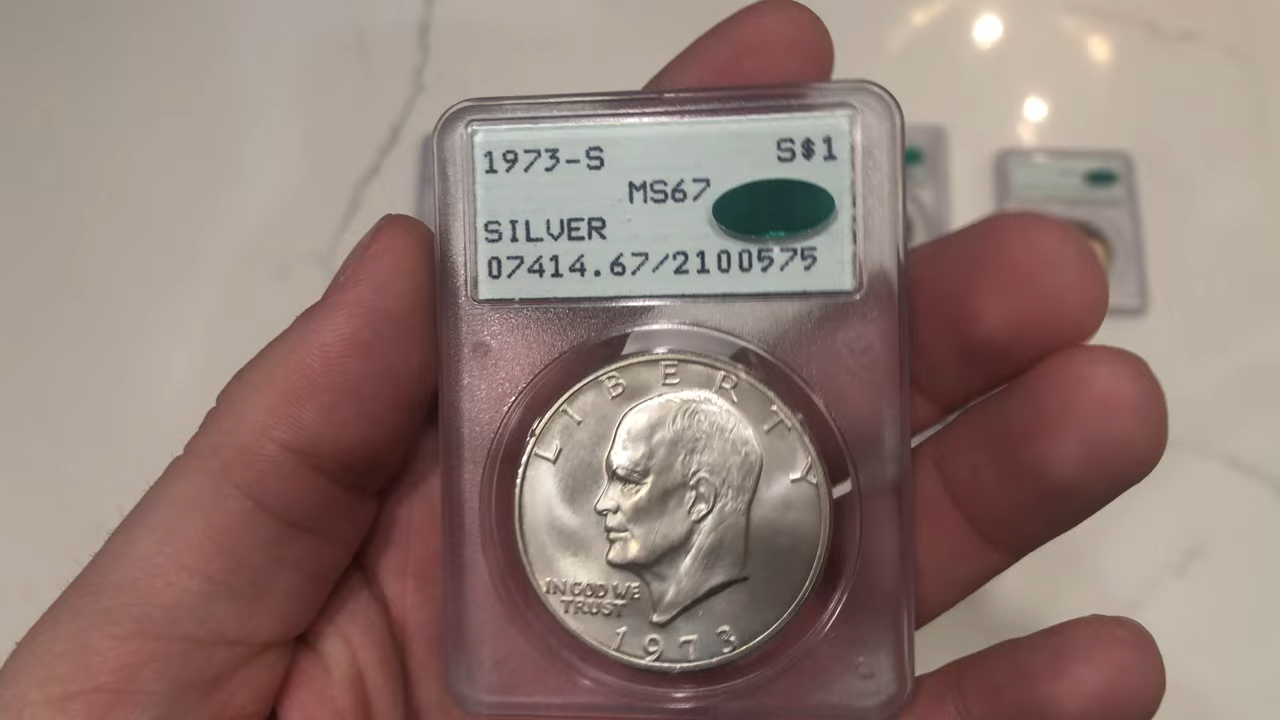 1973-S S$1
MS67
SILVER
07414.67/2100575
LIBERTY
IN GOD WE
TRUST
1973